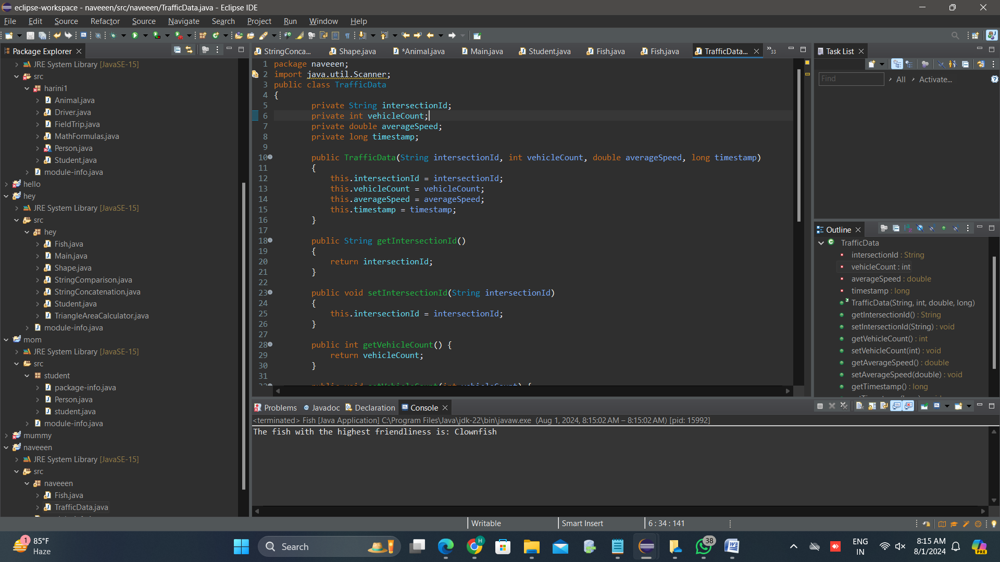 eclipse-workspace - naveeen/src/naveeen/TrafficData.java - Eclipse IDE
File Edit Source Refactor Source Navigate Search Project Run Window Help
Package Explorer
JRE System Library [JavaSE-15]
src
harini1
Animal.java
Driver.java
FieldTrip.java
MathFormulas.java
Person.java
Student.java
module-info.java
hello
hey
JRE System Library [JavaSE-15]
src
hey
Fish.java
Main.java
Shape.java
StringComparison.java
StringConcatenation.java
Student.java
TriangleAreaCalculator.java
module-info.java
mom
JRE System Library [JavaSE-15]
src
student
package-info.java
Person.java
student.java
module-info.java
mummy
naveeen
JRE System Library [JavaSE-15]
src
naveeen
Fish.java
TrafficData.java
StringConca... Shape.java *Animal.java Main.java Student.java Fish.java Fish.java TrafficData... 33
1 package naveeen;
2 import java.util.Scanner;
3 public class TrafficData
4 {
5 private String intersectionId;
6 private int vehicleCount;
7 private double averageSpeed;
8 private long timestamp;
9
10 public TrafficData(String intersectionId, int vehicleCount, double averageSpeed, long timestamp)
11 {
12 this.intersectionId = intersectionId;
13 this.vehicleCount = vehicleCount;
14 this.averageSpeed = averageSpeed;
15 this.timestamp = timestamp;
16 }
17
18 public String getIntersectionId()
19 {
20 return intersectionId;
21 }
22
23 public void setIntersectionId(String intersectionId)
24 {
25 this.intersectionId = intersectionId;
26 }
27
28 public int getVehicleCount() {
29 return vehicleCount;
30 }
31
Task List
Find All Activate...
Outline
TrafficData
intersectionId : String
vehicleCount : int
averageSpeed : double
timestamp : long
TrafficData(String, int, double, long)
getIntersectionId() : String
setIntersectionId(String) : void
getVehicleCount() : int
setVehicleCount(int) : void
getAverageSpeed() : double
setAverageSpeed(double) : void
getTimestamp() : long
Problems Javadoc Declaration Console
<terminated> Fish [Java Application] C:\Program Files\Java\jdk-22\bin\javaw.exe (Aug 1, 2024, 8:15:02 AM – 8:15:02 AM) [pid: 15992]
The fish with the highest friendliness is: Clownfish
Writable Smart Insert 6 : 34 : 141
1 85°F
Haze
Search
H
38
PRE
ENG
IN
8:15 AM
8/1/2024